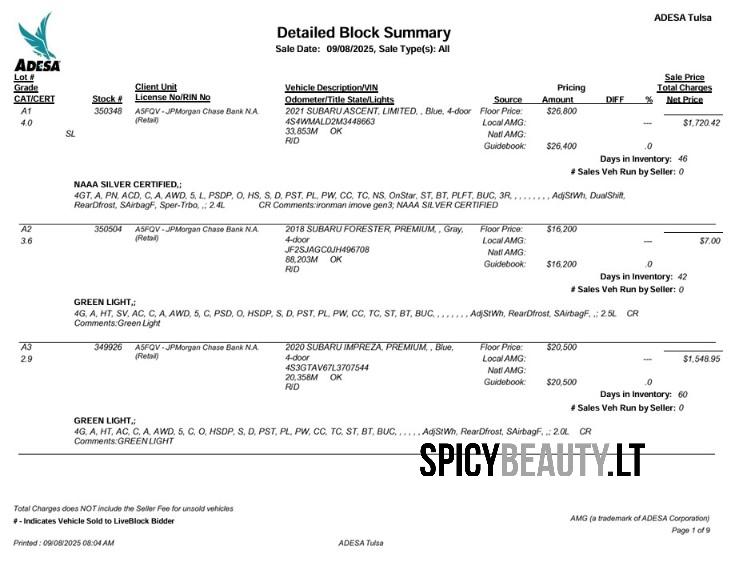 ADESA Tulsa
ADESA
Detailed Block Summary
Sale Date: 09/08/2025, Sale Type(s): All
Lot # Sale Price
Grade Client Unit Vehicle Description/VIN Pricing Total Charges
CAT/CERT Stock # License No/RIN No Odometer/Title State/Lights Source Amount DIFF % Net Price
A1 350348 A5FQV - JPMorgan Chase Bank N.A. 2021 SUBARU ASCENT, LIMITED, , Blue, 4-door Floor Price: $26,800
4.0 (Retail) 4S4WMALD2M3448663 Local AMG: --- $1,720.42
SL 33,853M OK Natl AMG:
R/D Guidebook: $26,400 .0
Days in Inventory: 46
# Sales Veh Run by Seller: 0
NAAA SILVER CERTIFIED,;
4GT, A, PN, ACD, C, A, AWD, 5, L, PSDP, O, HS, S, D, PST, PL, PW, CC, TC, NS, OnStar, ST, BT, PLFT, BUC, 3R, , , , , , , , , AdjStWh, DualShift,
RearDfrost, SAirbagF, Sper-Trbo, ,; 2.4L CR Comments:ironman imove gen3; NAAA SILVER CERTIFIED
A2 350504 A5FQV - JPMorgan Chase Bank N.A. 2018 SUBARU FORESTER, PREMIUM, , Gray, Floor Price: $16,200
3.6 (Retail) 4-door Local AMG: --- $7.00
JF2SJAGC0JH496708 Natl AMG:
88,203M OK Guidebook: $16,200 .0
R/D
Days in Inventory: 42
# Sales Veh Run by Seller: 0
GREEN LIGHT,;
4G, A, HT, SV, AC, C, A, AWD, 5, C, PSD, O, HSDP, S, D, PST, PL, PW, CC, TC, ST, BT, BUC, , , , , , , AdjStWh, RearDfrost, SAirbagF, ,; 2.5L CR
Comments:Green Light
A3 349926 A5FQV - JPMorgan Chase Bank N.A. 2020 SUBARU IMPREZA, PREMIUM, , Blue, Floor Price: $20,500
2.9 (Retail) 4-door Local AMG: --- $1,548.95
4S3GTAV67L3707544 Natl AMG:
20,358M OK Guidebook: $20,500 .0
R/D
Days in Inventory: 60
# Sales Veh Run by Seller: 0
GREEN LIGHT,;
4G, A, HT, AC, C, A, AWD, 5, C, O, HSDP, S, D, PST, PL, PW, CC, TC, ST, BT, BUC, , , , , AdjStWh, RearDfrost, SAirbagF, ,; 2.0L CR
Comments:GREEN LIGHT
SPICYBEAUTY.LT
Total Charges does NOT include the Seller Fee for unsold vehicles
# - Indicates Vehicle Sold to LiveBlock Bidder
AMG (a trademark of ADESA Corporation)
Page 1 of 9
Printed : 09/08/2025 08:04 AM ADESA Tulsa